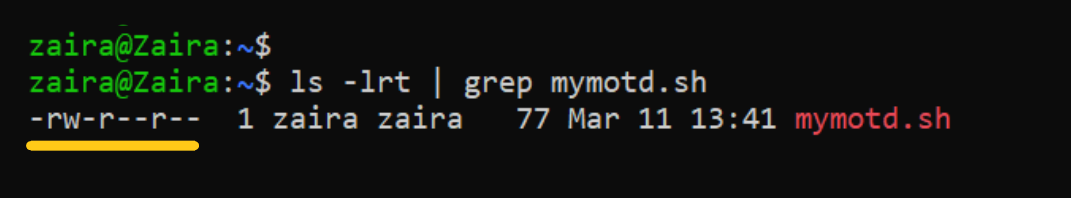 zaira@Zaira:~$
zaira@Zaira:~$ ls -lrt | grep mymotd.sh
-rw-r--r-- 1 zaira zaira 77 Mar 11 13:41 mymotd.sh